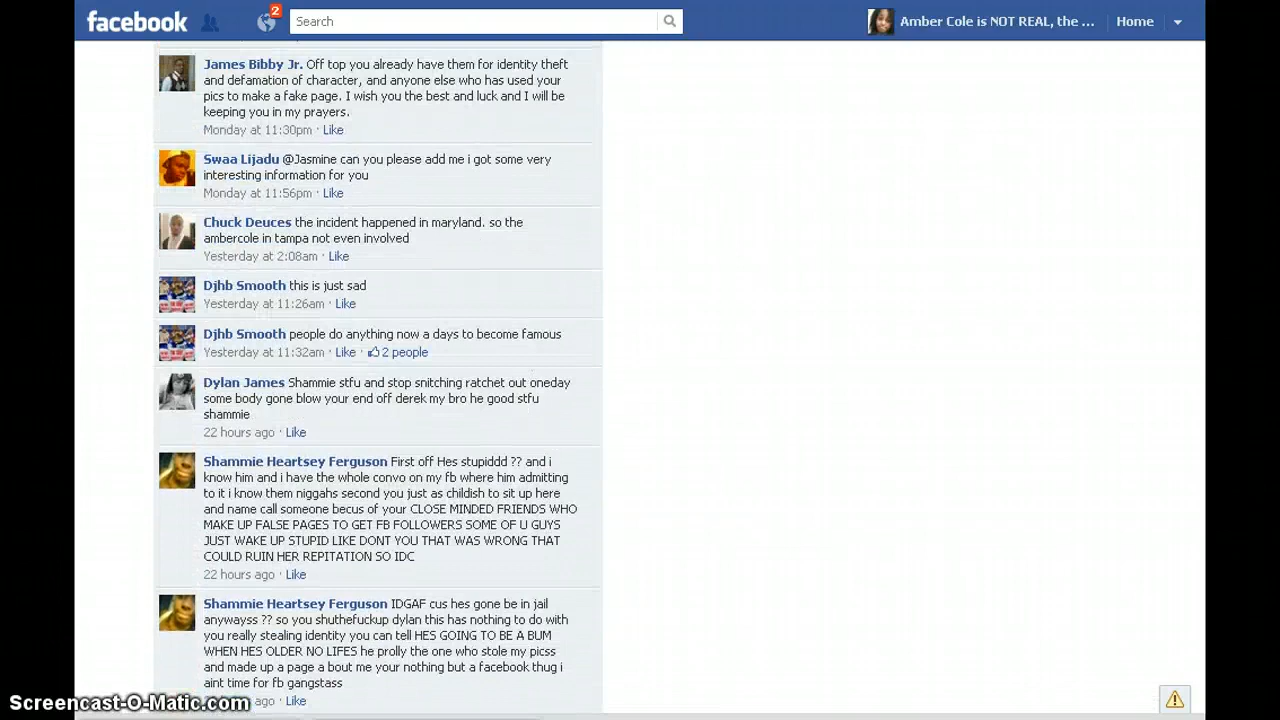 facebook
2
Search
Amber Cole is NOT REAL, the ...
Home
James Bibby Jr. Off top you already have them for identity theft
and defamation of character, and anyone else who has used your
pics to make a fake page. I wish you the best and luck and I will be
keeping you in my prayers.
Monday at 11:30pm · Like
Swaa Lijadu @Jasmine can you please add me i got some very
interesting information for you
Monday at 11:56pm · Like
Chuck Deuces the incident happened in maryland. so the
ambercole in tampa not even involved
Yesterday at 2:08am · Like
Djhb Smooth this is just sad
Yesterday at 11:26am · Like
Djhb Smooth people do anything now a days to become famous
Yesterday at 11:32am · Like · 2 people
Dylan James Shammie stfu and stop snitching ratchet out oneday
some body gone blow your end off derek my bro he good stfu
shammie
22 hours ago · Like
Shammie Heartsey Ferguson First off Hes stupiddd ?? and i
know him and i have the whole convo on my fb where him admitting
to it i know them niggahs second you just as childish to sit up here
and name call someone becus of your CLOSE MINDED FRIENDS WHO
MAKE UP FALSE PAGES TO GET FB FOLLOWERS SOME OF U GUYS
JUST WAKE UP STUPID LIKE DONT YOU THAT WAS WRONG THAT
COULD RUIN HER REPITATION SO IDC
22 hours ago · Like
Shammie Heartsey Ferguson IDGAF cus hes gone be in jail
anywayss ?? so you shuthefuckup dylan this has nothing to do with
you really stealing identity you can tell HES GOING TO BE A BUM
WHEN HES OLDER NO LIFES he prolly the one who stole my picss
and made up a page a bout me your nothing but a facebook thug i
aint time for fb gangstass
ago · Like
Screencast-O-Matic.com